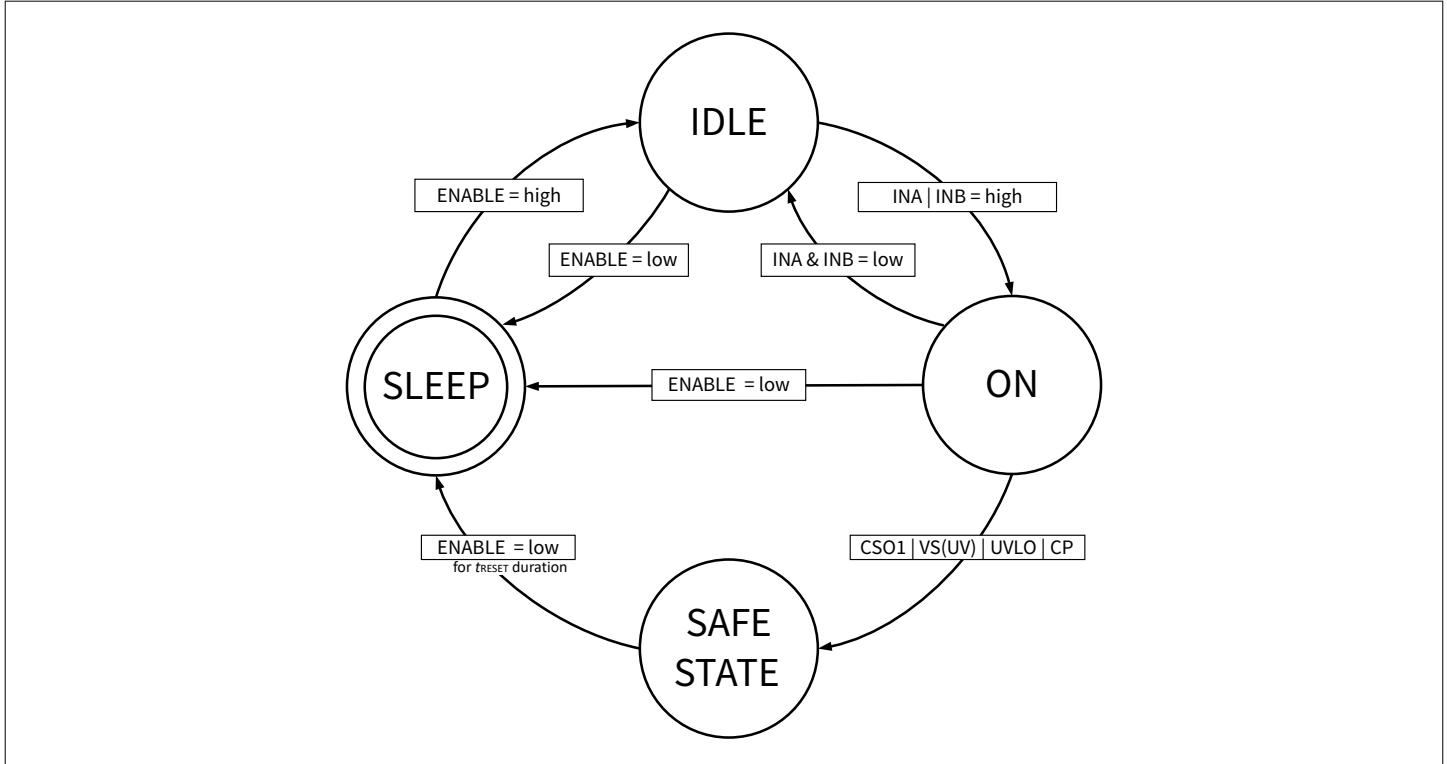 IDLE
ENABLE = high
INA | INB = high
ENABLE = low
INA & INB = low
SLEEP
ENABLE = low
ON
ENABLE = low
for tRESET duration
CSO1 | VS(UV) | UVLO | CP
SAFE
STATE